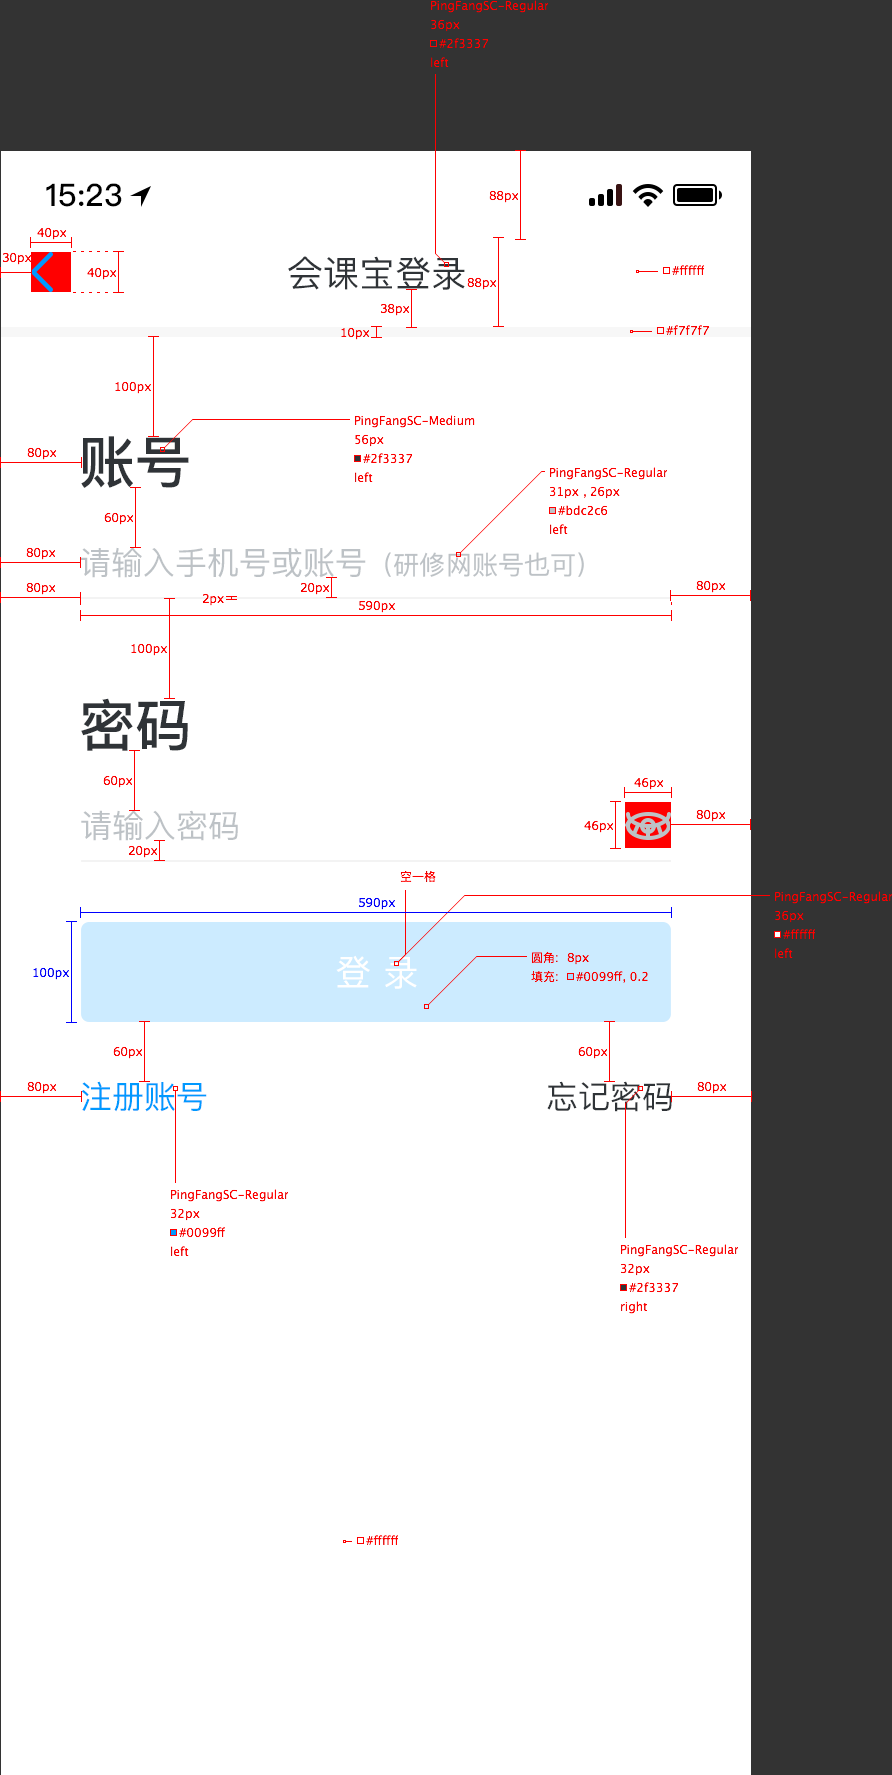 PingFangSC-Regular
36px
#2f3337
left
15:23
88px
40px
30px
40px
会课宝登录
88px
#ffffff
38px
10px
#f7f7f7
100px
PingFangSC-Medium
56px
#2f3337
left
80px
账号
PingFangSC-Regular
31px , 26px
#bdc2c6
left
60px
80px
请输入手机号或账号（研修网账号也可）
80px
2px
20px
590px
80px
100px
密码
60px
46px
46px
80px
请输入密码
20px
空一格
590px
PingFangSC-Regular
36px
#ffffff
left
100px
登 录
圆角: 8px
填充: #0099ff, 0.2
60px
60px
80px
注册账号
忘记密码
80px
PingFangSC-Regular
32px
#0099ff
left
PingFangSC-Regular
32px
#2f3337
right
#ffffff